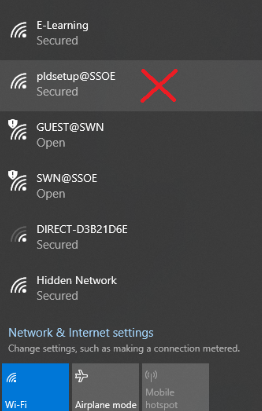 E-Learning
Secured
pldsetup@SSOE
Secured
GUEST@SWN
Open
SWN@SSOE
Open
DIRECT-D3B21D6E
Secured
Hidden Network
Secured
Network & Internet settings
Change settings, such as making a connection metered.
Wi-Fi
Airplane mode
Mobile
hotspot